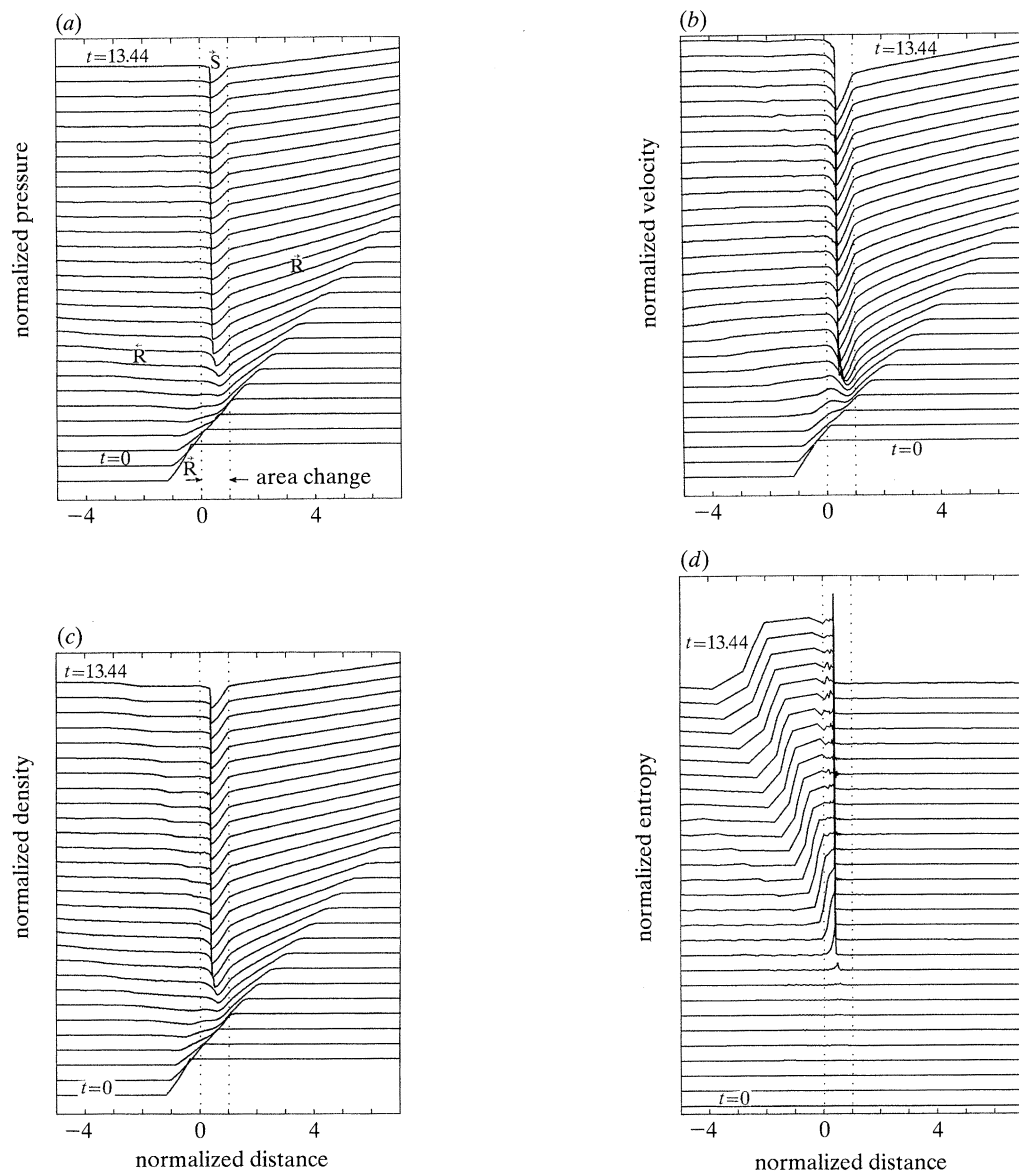 (a)
t=13.44
S⃗
normalized pressure
R⃗
R⃖
t=0
R⃗
area change
−4 0 4
(b)
t=13.44
normalized velocity
t=0
−4 0 4
(c)
t=13.44
normalized density
t=0
−4 0 4
normalized distance
(d)
t=13.44
normalized entropy
t=0
−4 0 4
normalized distance